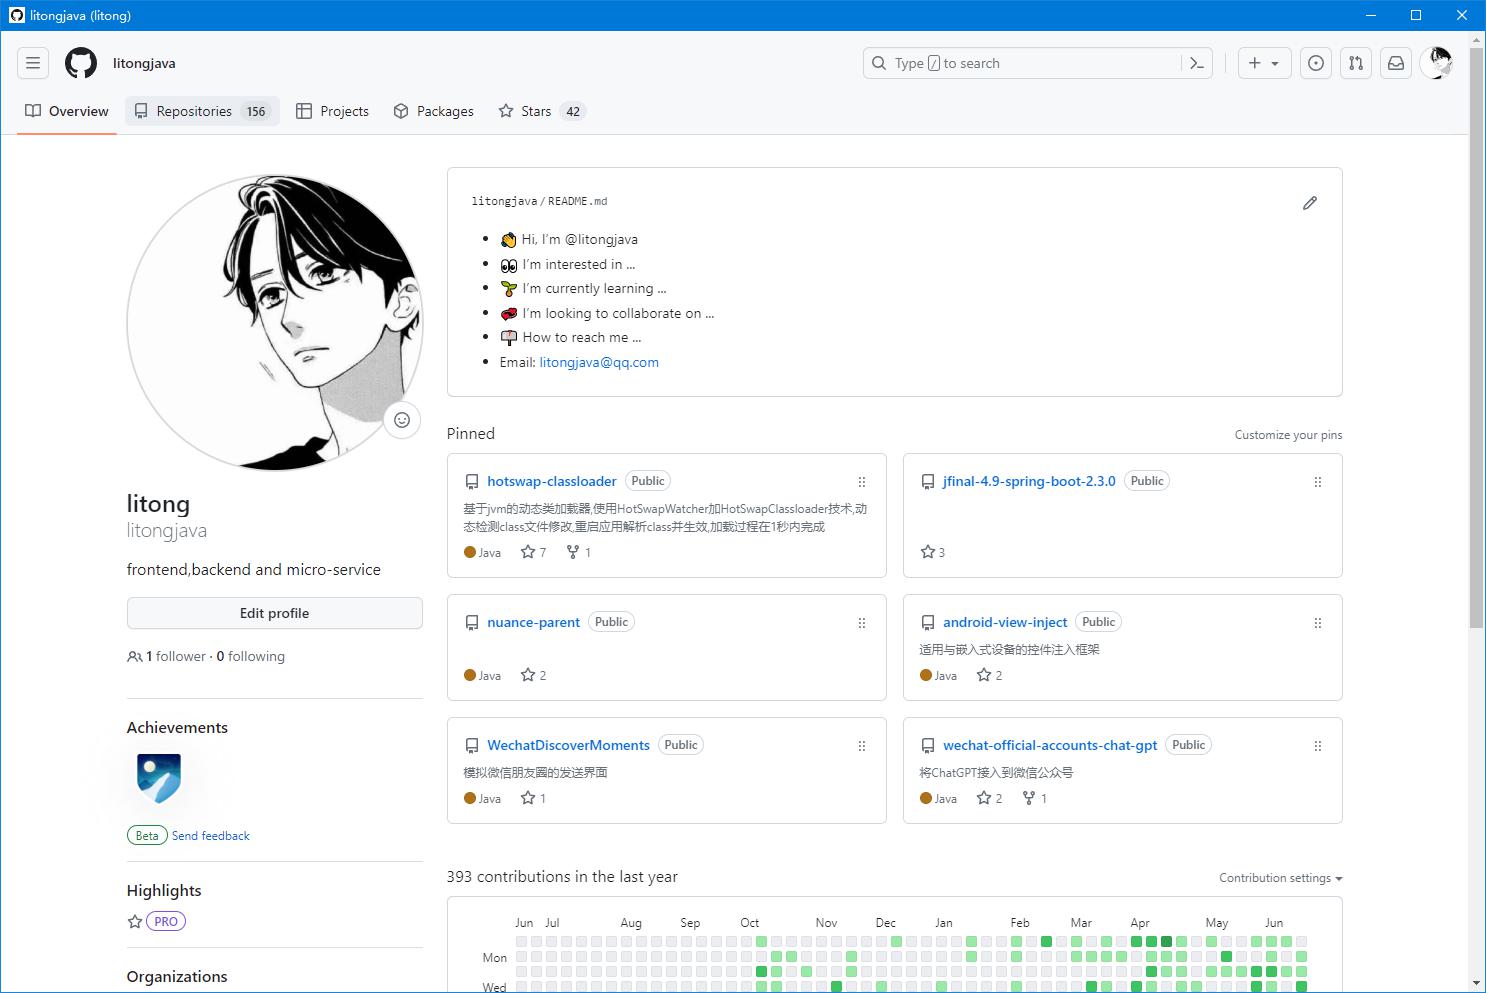 litongjava (litong)
litongjava
Type / to search
Overview
Repositories 156
Projects
Packages
Stars 42
litongjava/README.md
Hi, I'm @litongjava
I'm interested in ...
I'm currently learning ...
I'm looking to collaborate on ...
How to reach me ...
Email: litongjava@qq.com
litong
litongjava
frontend,backend and micro-service
Edit profile
1 follower · 0 following
Achievements
Beta Send feedback
Highlights
PRO
Organizations
Pinned
Customize your pins
hotswap-classloader Public
基于jvm的动态类加载器,使用HotSwapWatcher加HotSwapClassloader技术,动
态检测class文件修改,重启应用解析class并生效,加载过程在1秒内完成
Java 7 1
jfinal-4.9-spring-boot-2.3.0 Public
3
nuance-parent Public
Java 2
android-view-inject Public
适用与嵌入式设备的控件注入框架
Java 2
WechatDiscoverMoments Public
模拟微信朋友圈的发送界面
Java 1
wechat-official-accounts-chat-gpt Public
将ChatGPT接入到微信公众号
Java 2 1
393 contributions in the last year
Contribution settings
Jun Jul Aug Sep Oct Nov Dec Jan Feb Mar Apr May Jun
Mon
Wed